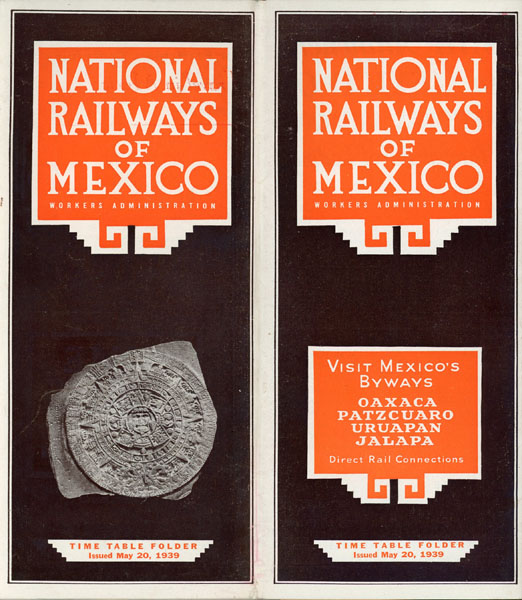 NATIONAL
RAILWAYS
OF
MEXICO
WORKERS ADMINISTRATION
TIME TABLE FOLDER
Issued May 20, 1939
NATIONAL
RAILWAYS
OF
MEXICO
WORKERS ADMINISTRATION
VISIT MEXICO'S
BYWAYS
OAXACA
PATZCUARO
URUAPAN
JALAPA
Direct Rail Connections
TIME TABLE FOLDER
Issued May 20, 1939